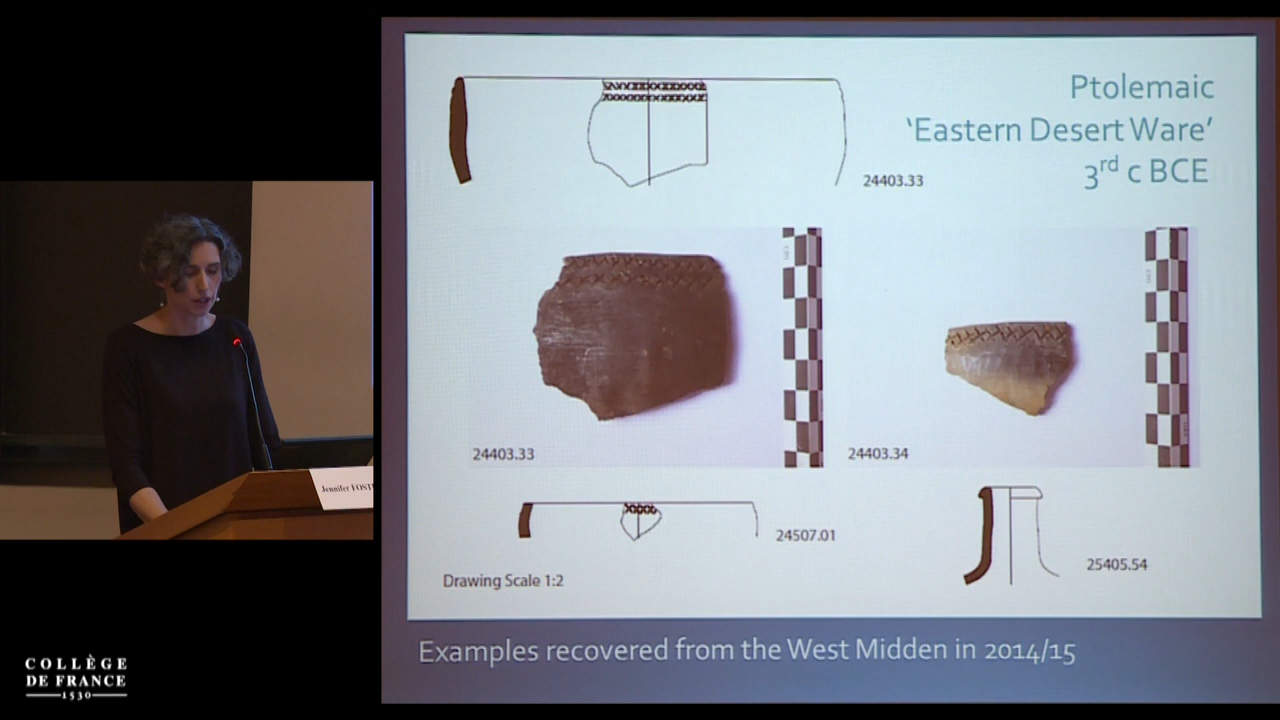 Ptolemaic
‘Eastern Desert Ware’
3rd c BCE
24403.33
24403.33
24403.34
24507.01
25405.54
Drawing Scale 1:2
Examples recovered from the West Midden in 2014/15
Jennifer
COLLÈGE
DE FRANCE
1530